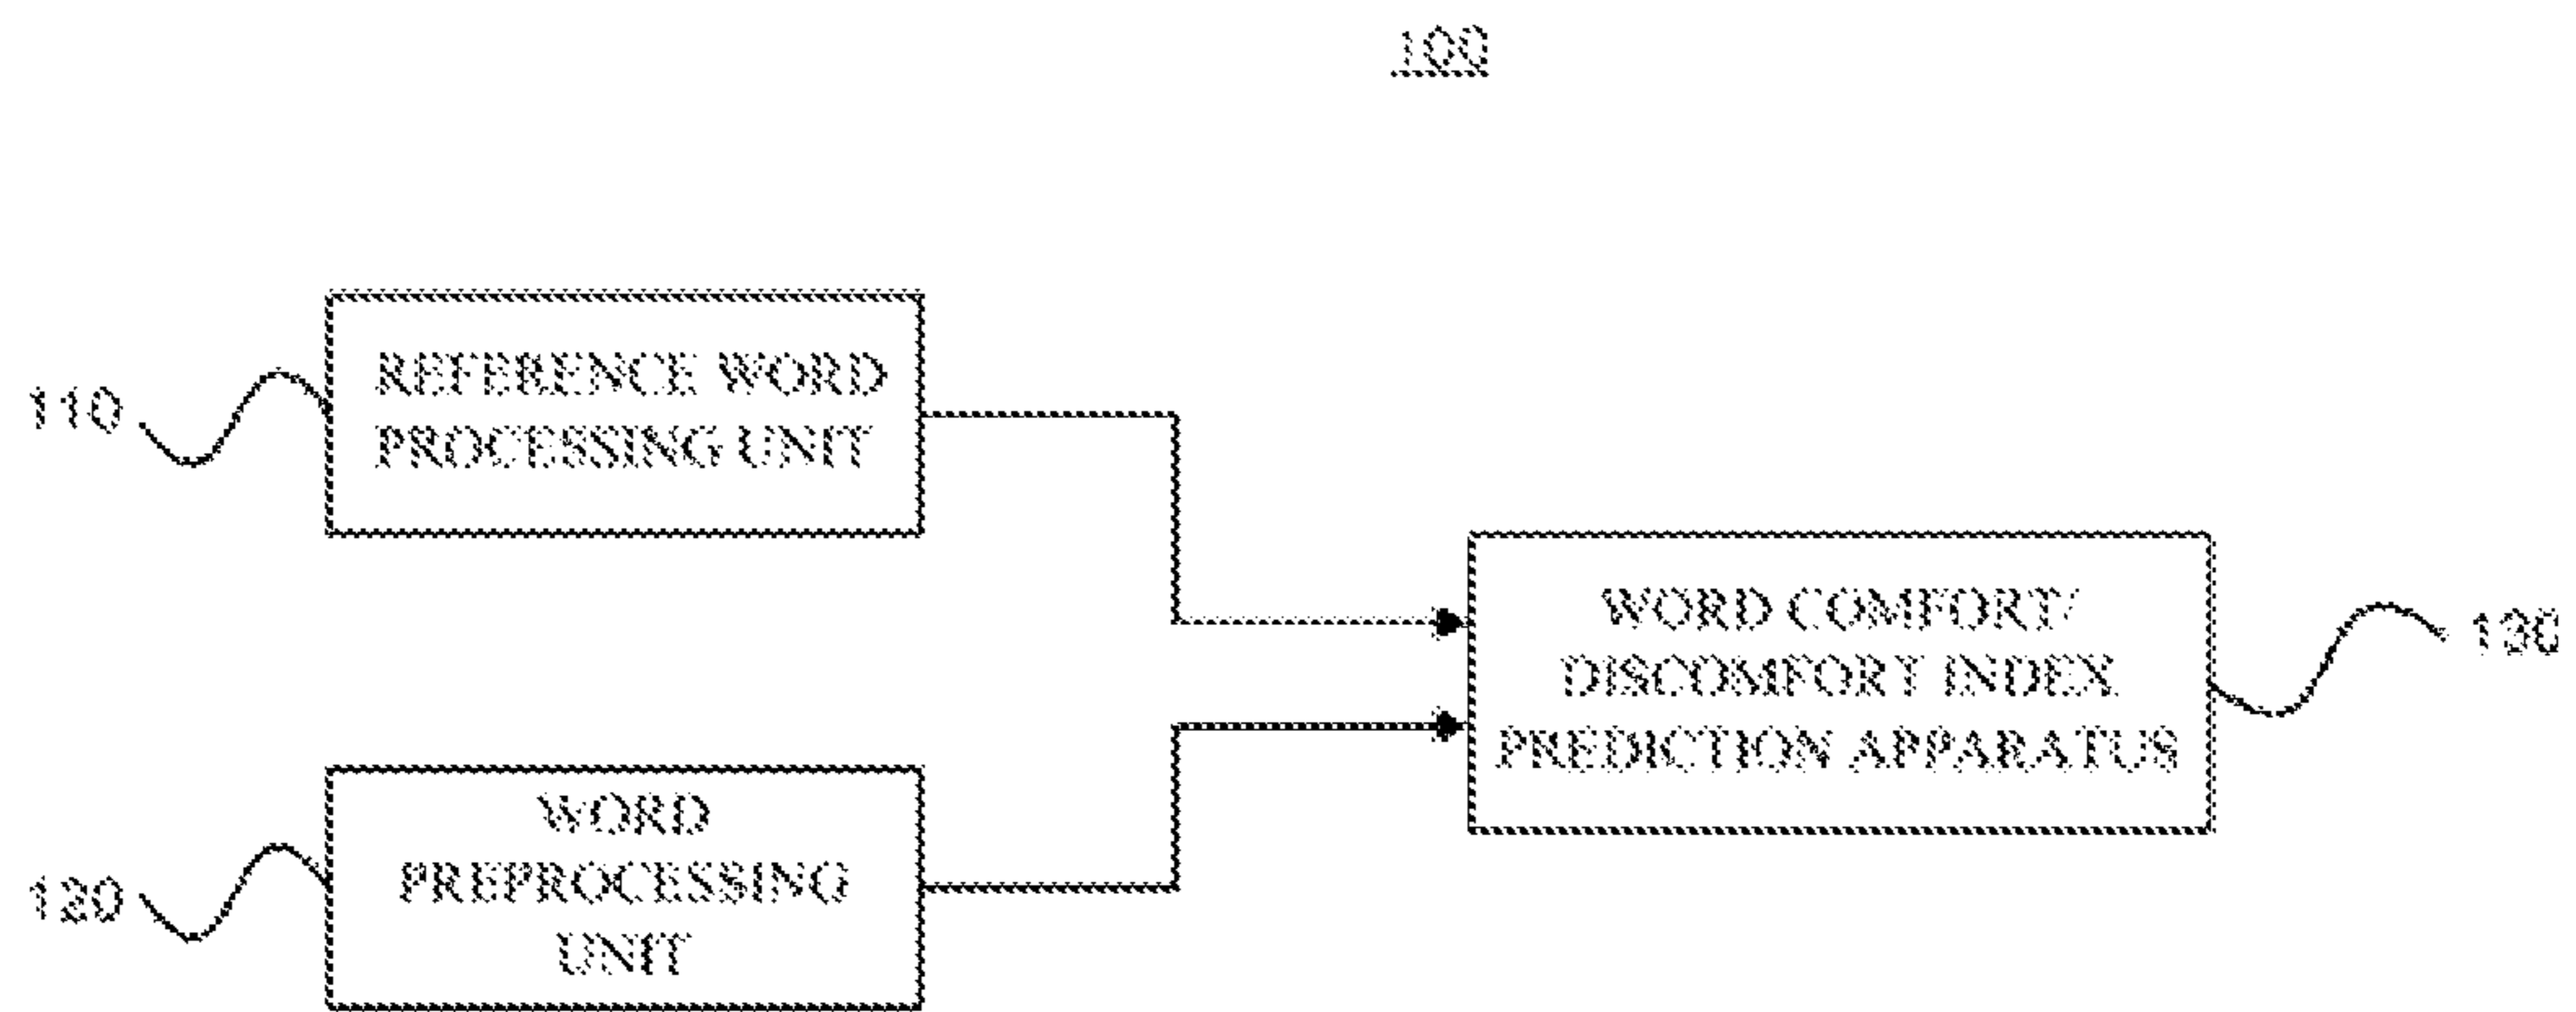 100
110
REFERENCE WORD
PROCESSING UNIT
WORD COMFORT/
DISCOMFORT INDEX
PREDICTION APPARATUS
130
120
WORD
PREPROCESSING
UNIT